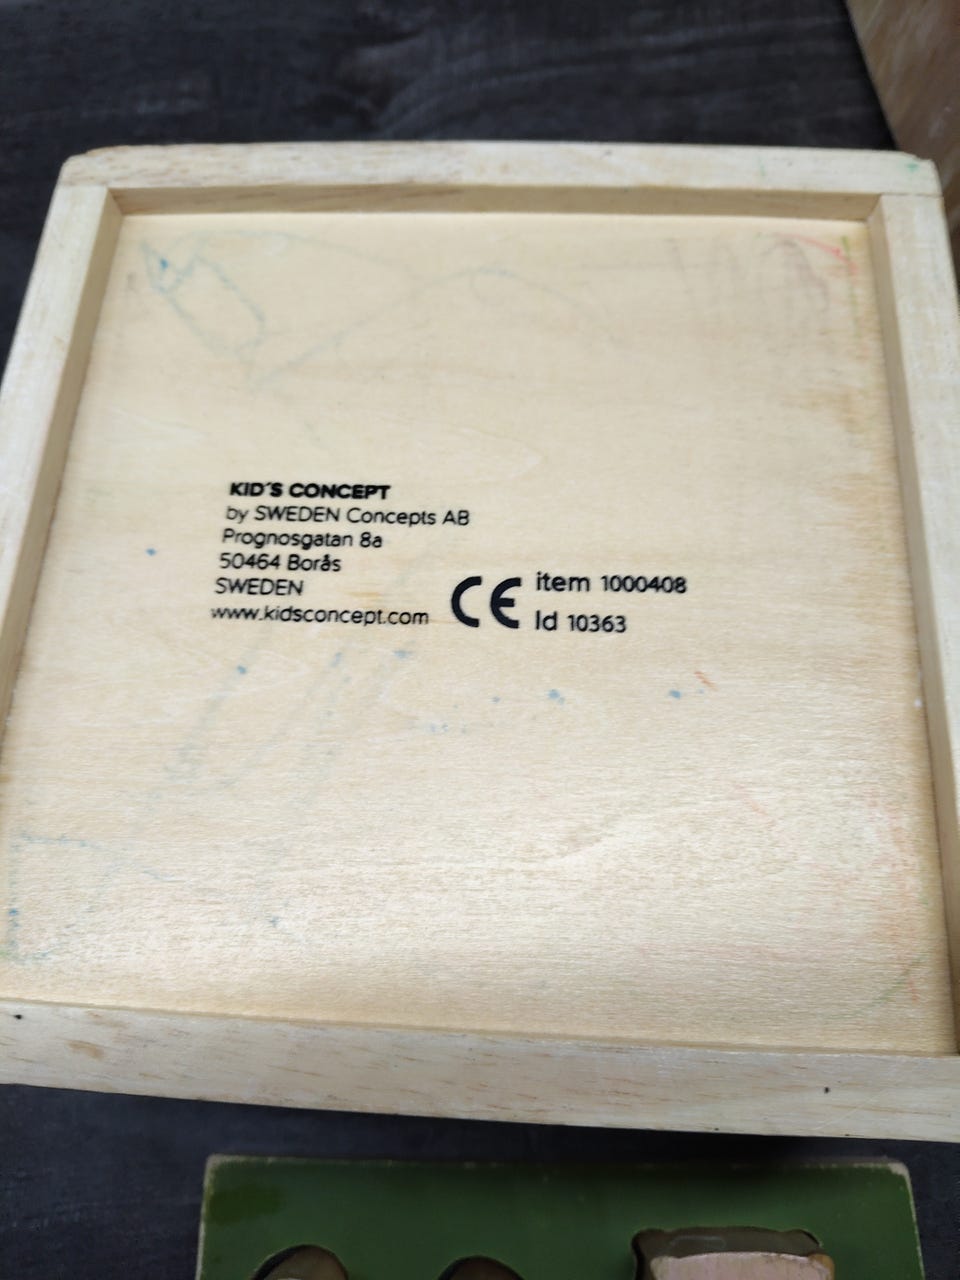 KID´S CONCEPT
by SWEDEN Concepts AB
Prognosgatan 8a
50464 Borås
SWEDEN
www.kidsconcept.com
CE
item 1000408
Id 10363